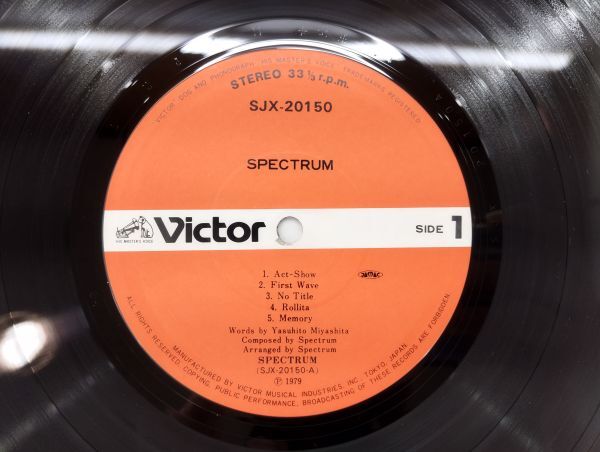 "VICTOR" "DOG AND PHONOGRAPH" "HIS MASTER'S VOICE" TRADEMARKS REGISTERED
STEREO 33 1/3 r.p.m.
SJX-20150
SPECTRUM
HIS MASTER'S VOICE
Victor
SIDE 1
1. Act-Show
2. First Wave
3. No Title
4. Rollita
5. Memory
Words by Yasuhito Miyashita
Composed by Spectrum
Arranged by Spectrum
SPECTRUM
(SJX-20150-A)
Ⓟ 1979
MANUFACTURED BY VICTOR MUSICAL INDUSTRIES, INC. TOKYO, JAPAN
ALL RIGHTS RESERVED. COPYING, PUBLIC PERFORMANCE, BROADCASTING OF THESE RECORDS ARE FORBIDDEN